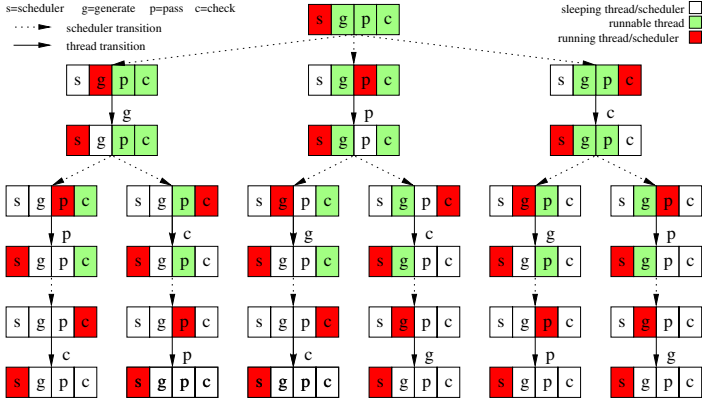 s=scheduler g=generate p=pass c=check
scheduler transition
thread transition
sleeping thread/scheduler
runnable thread
running thread/scheduler
s g p c
s g p c s g p c s g p c
g p c
s g p c s g p c s g p c
s g p c s g p c s g p c s g p c s g p c s g p c
p c g c g p
s g p c s g p c s g p c s g p c s g p c s g p c
s g p c s g p c s g p c s g p c s g p c s g p c
c p c g p g
s g p c s g p c s g p c s g p c s g p c s g p c